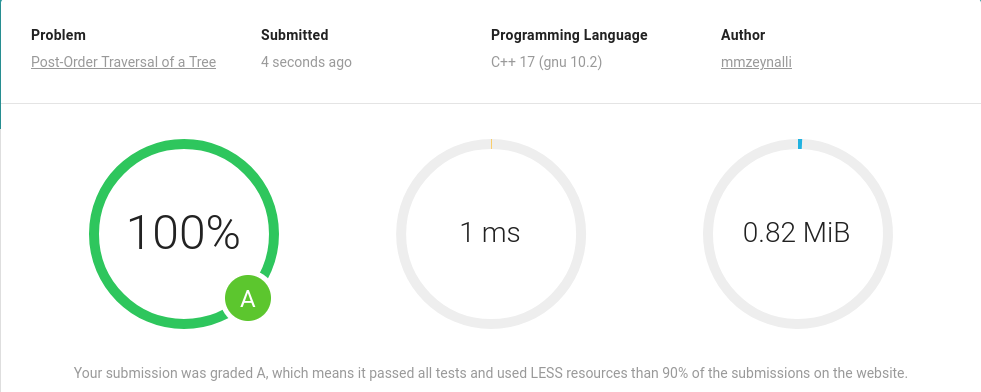 Problem Submitted Programming Language Author
Post-Order Traversal of a Tree 4 seconds ago C++ 17 (gnu 10.2) mmzeynalli
100% 1 ms 0.82 MiB
A
Your submission was graded A, which means it passed all tests and used LESS resources than 90% of the submissions on the website.